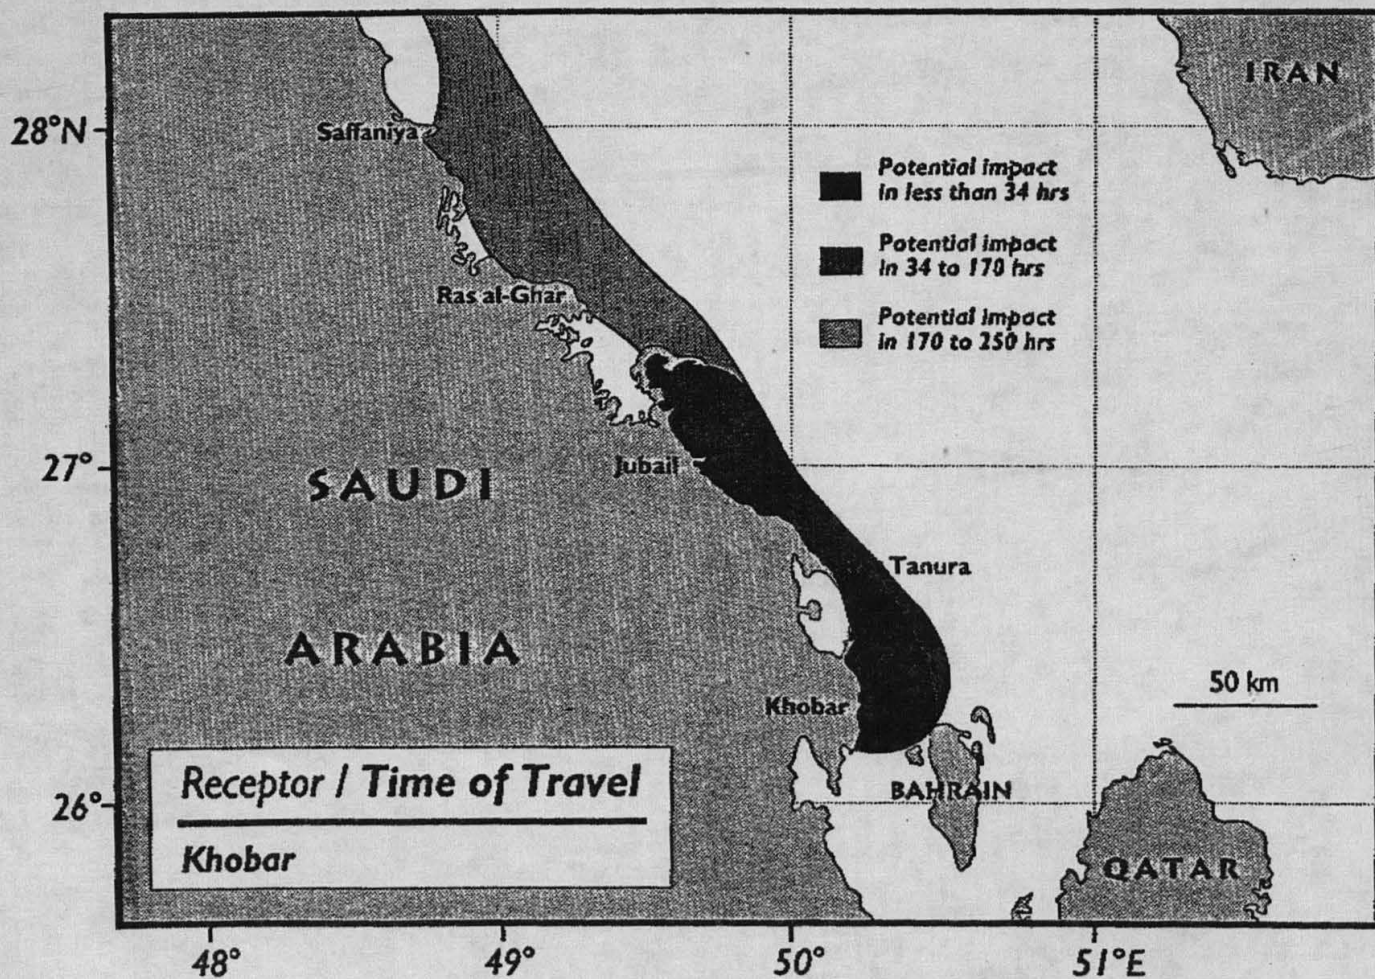 IRAN
28°N
Saffaniya
Potential impact
in less than 34 hrs
Potential impact
in 34 to 170 hrs
Ras al-Ghar
Potential impact
in 170 to 250 hrs
27°
Jubail
SAUDI
Tanura
ARABIA
50 km
Khobar
Receptor / Time of Travel
Khobar
26°
BAHRAIN
QATAR
48°
49°
50°
51°E